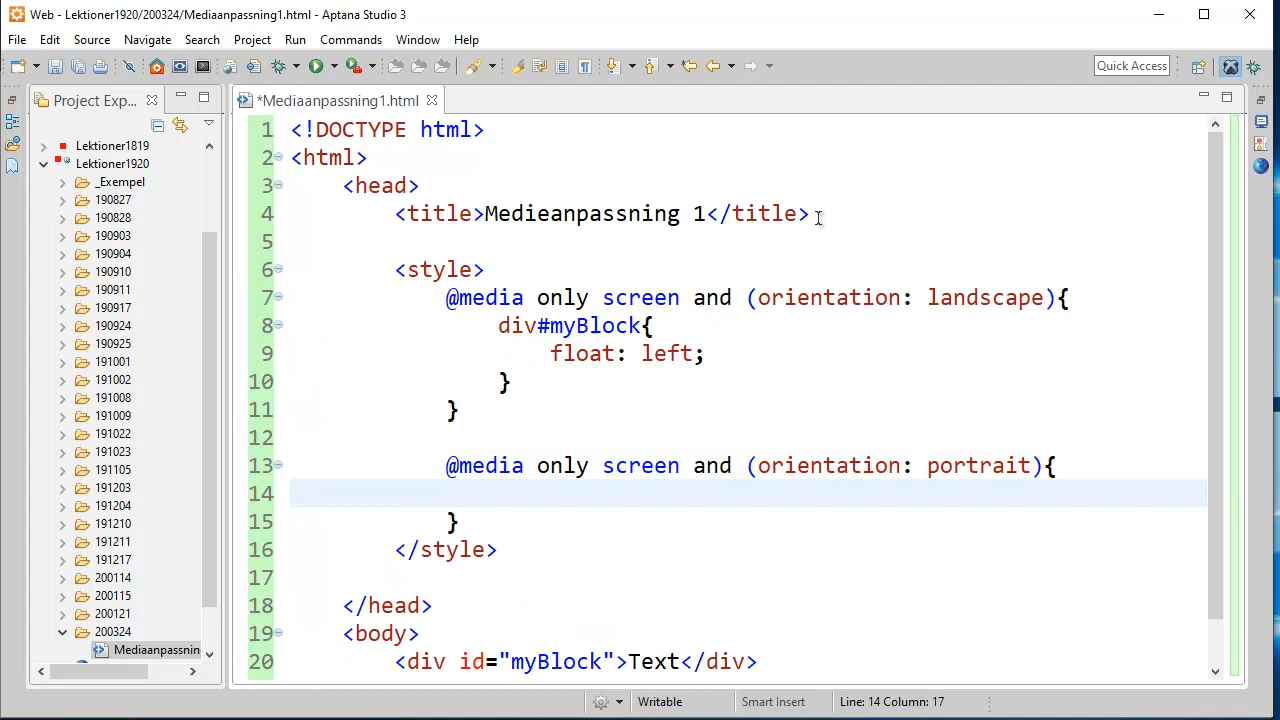 Web - Lektioner1920/200324/Mediaanpassning1.html - Aptana Studio 3
File Edit Source Navigate Search Project Run Commands Window Help
Quick Access
Project Exp...
*Mediaanpassning1.html
Lektioner1819
Lektioner1920
_Exempel
190827
190828
190903
190904
190910
190911
190917
190924
190925
191001
191002
191008
191009
191022
191023
191105
191203
191204
191210
191211
191217
200114
200115
200121
200324
Mediaanpassnin
1 <!DOCTYPE html>
2 <html>
3 <head>
4 <title>Medieanpassning 1</title>
5
6 <style>
7 @media only screen and (orientation: landscape){
8 div#myBlock{
9 float: left;
10 }
11 }
12
13 @media only screen and (orientation: portrait){
14
15 }
16 </style>
17
18 </head>
19 <body>
20 <div id="myBlock">Text</div>
Writable Smart Insert Line: 14 Column: 17